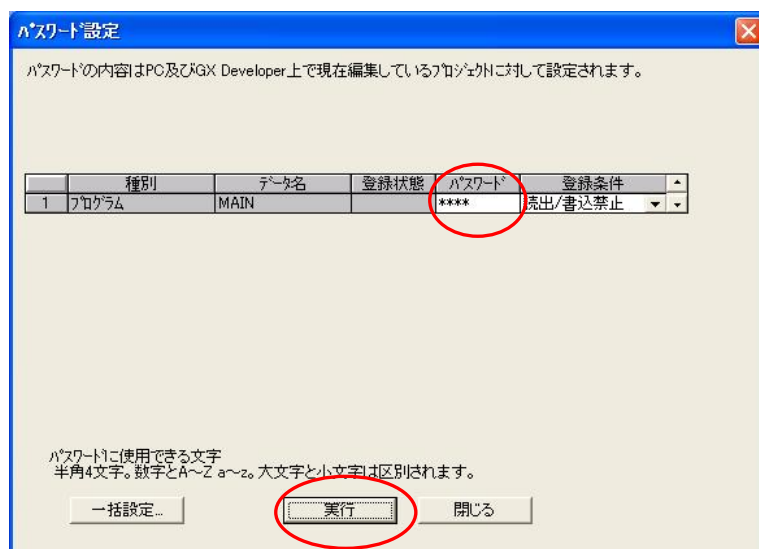 ﾊﾟｽﾜｰﾄﾞ設定
ﾊﾟｽﾜｰﾄﾞの内容はPC及びGX Developer上で現在編集しているﾌﾟﾛｼﾞｪｸﾄに対して設定されます。
種別 ﾃﾞｰﾀ名 登録状態 ﾊﾟｽﾜｰﾄﾞ 登録条件
1 ﾌﾟﾛｸﾞﾗﾑ MAIN **** 読出/書込禁止
ﾊﾟｽﾜｰﾄﾞに使用できる文字
半角4文字。数字とA～Z a～z。大文字と小文字は区別されます。
一括設定... 実行 閉じる